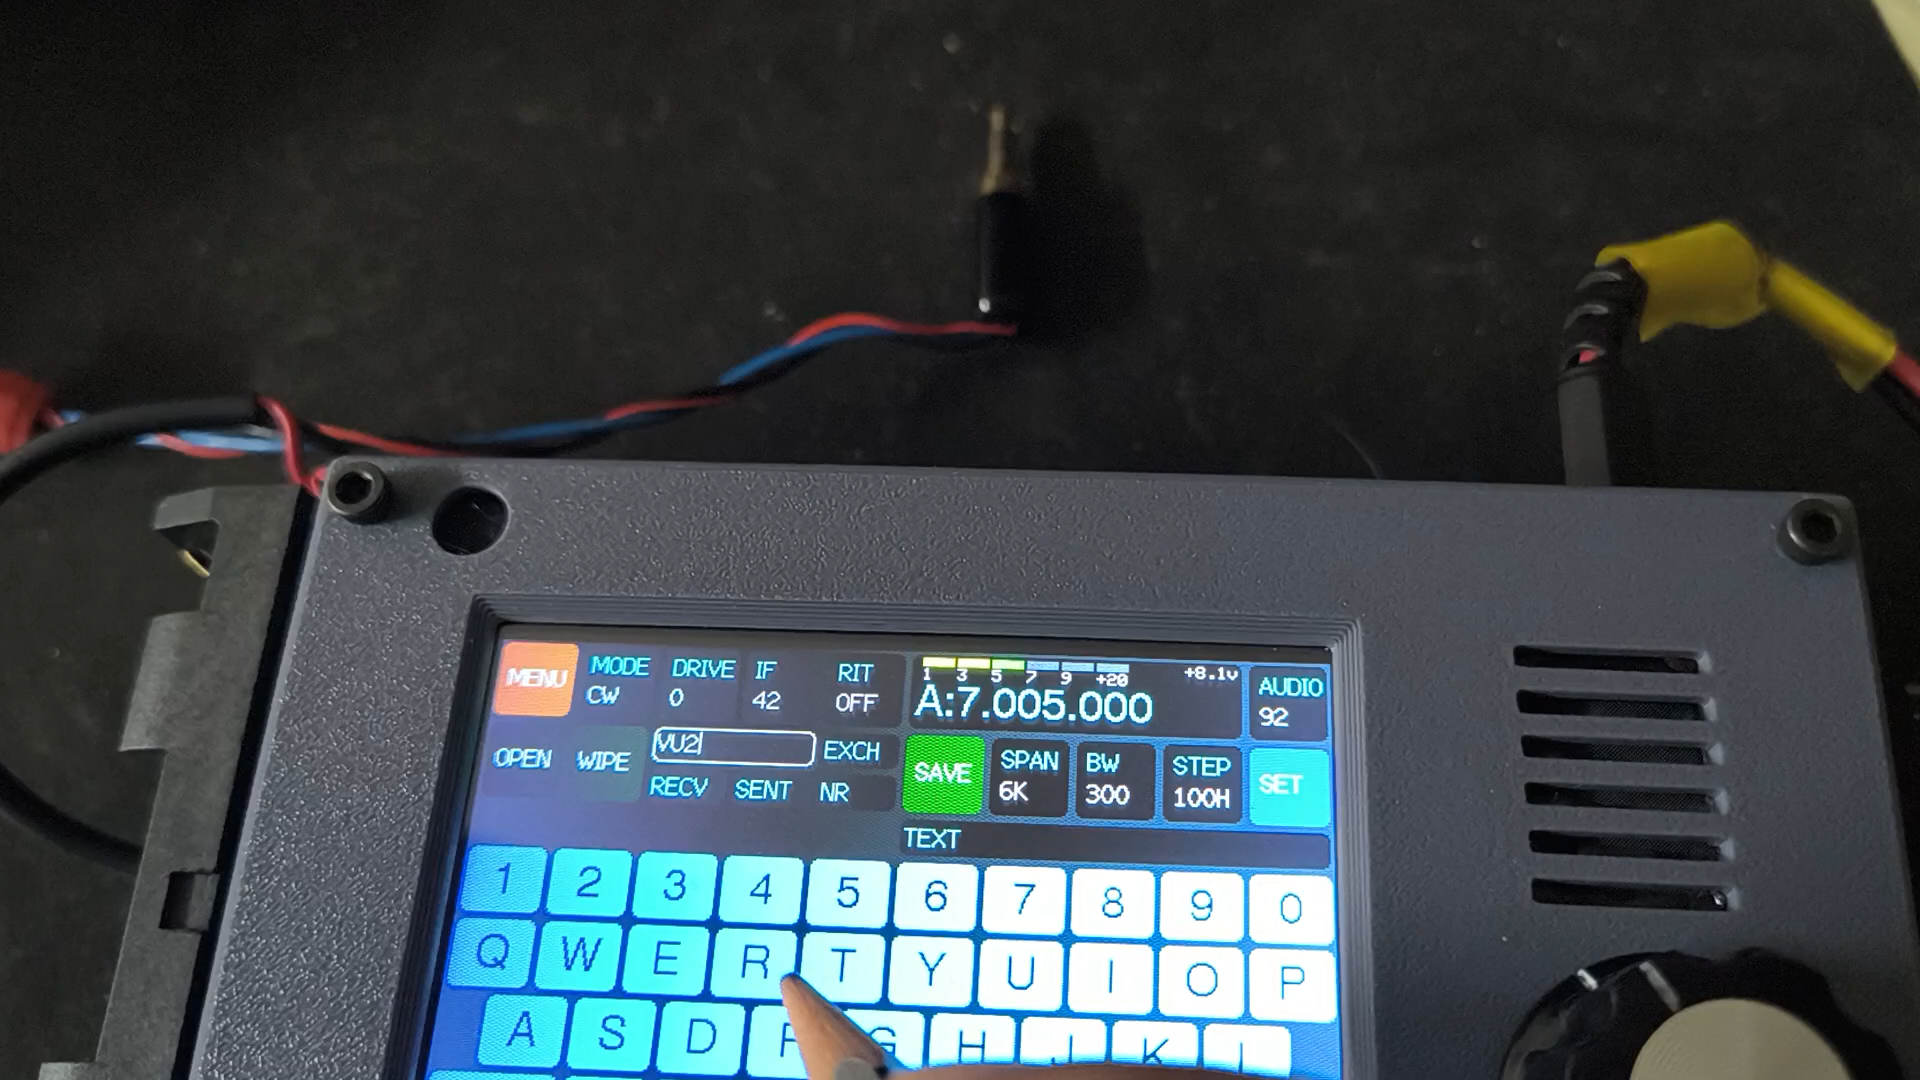 MENU MODE DRIVE IF RIT 1 3 5 7 9 +20 +8.1v AUDIO
CW 0 42 OFF A:7.005.000 92
OPEN WIPE VU2 EXCH SAVE SPAN BW STEP SET
RECV SENT NR 6K 300 100H
TEXT
1 2 3 4 5 6 7 8 9 0
Q W E R T Y U I O P
A S D F G H J K L